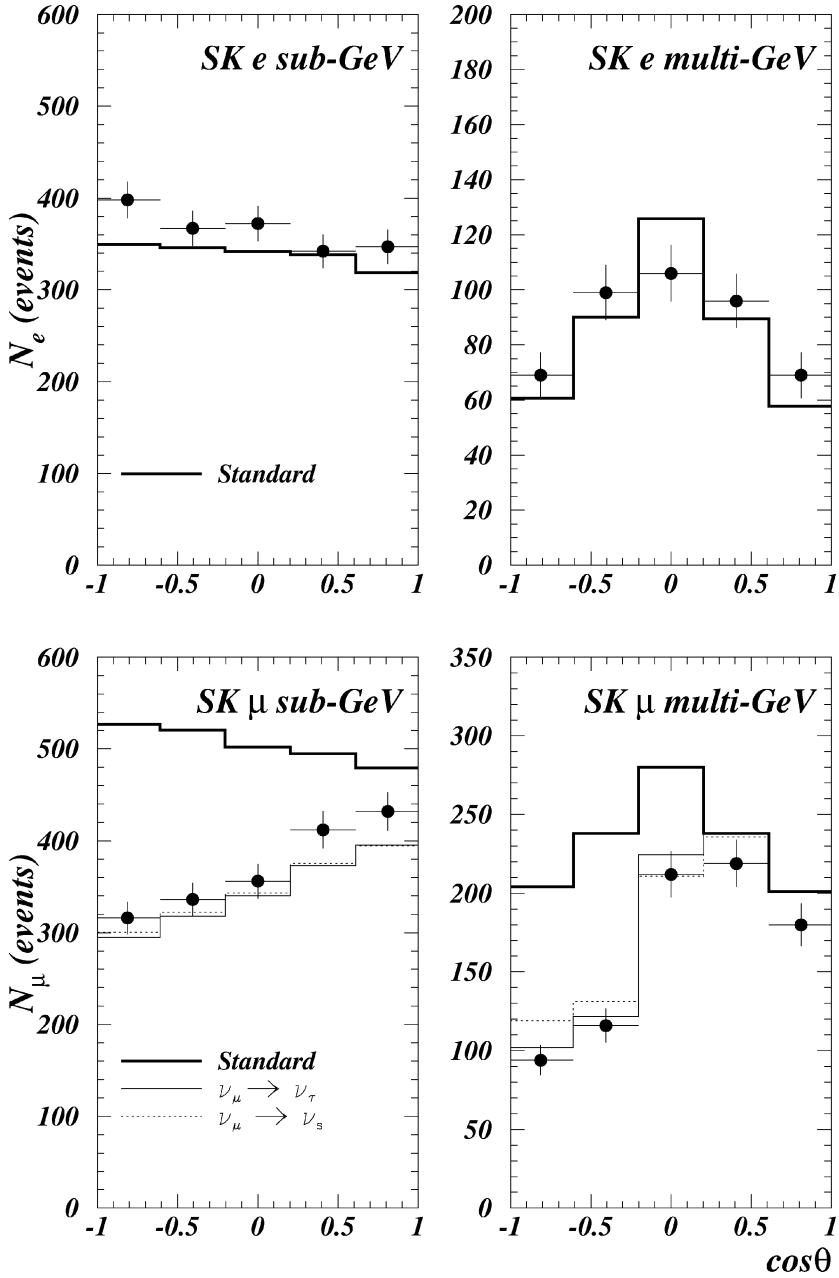 SK e sub-GeV
N_e (events)
600
500
400
300
200
100
0
Standard
-1 -0.5 0 0.5 1
SK e multi-GeV
200
180
160
140
120
100
80
60
40
20
0
-1 -0.5 0 0.5 1
SK μ sub-GeV
N_μ (events)
600
500
400
300
200
100
0
Standard
ν_μ → ν_τ
ν_μ → ν_s
-1 -0.5 0 0.5 1
SK μ multi-GeV
350
300
250
200
150
100
50
0
-1 -0.5 0 0.5 1
cosθ